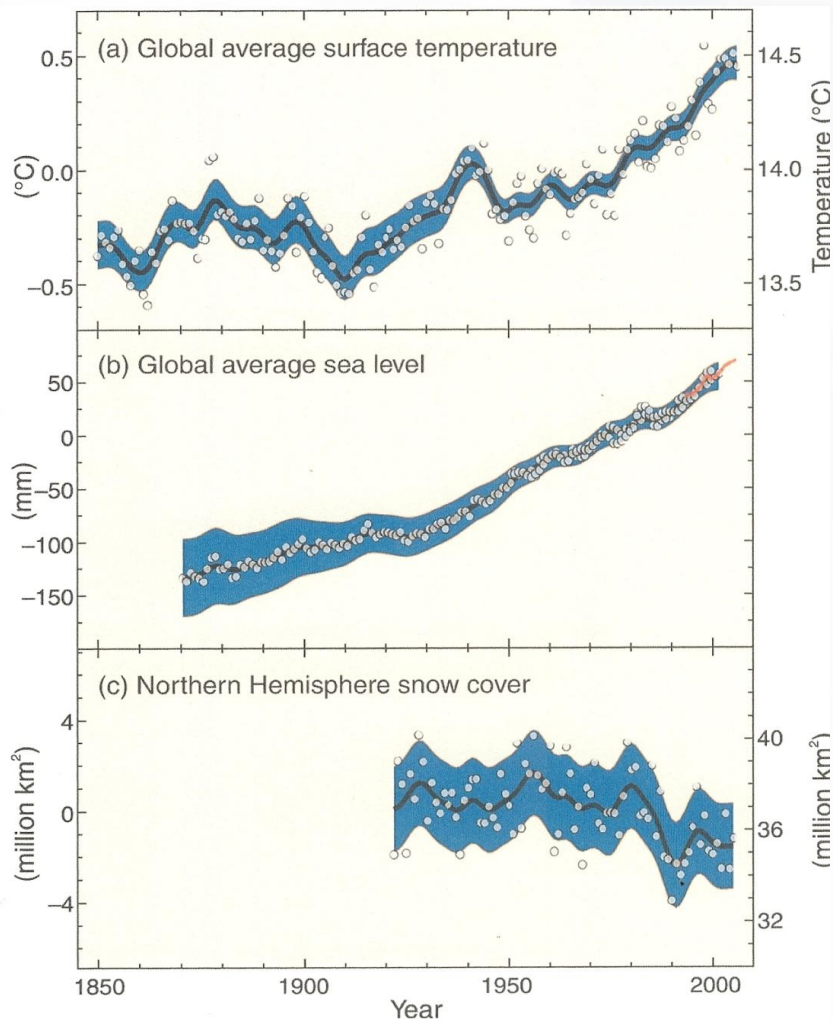 (a) Global average surface temperature
0.5
0.0
−0.5
(°C)
14.5
14.0
13.5
Temperature (°C)
(b) Global average sea level
50
0
−50
−100
−150
(mm)
(c) Northern Hemisphere snow cover
4
0
−4
(million km²)
40
36
32
(million km²)
1850
1900
1950
2000
Year